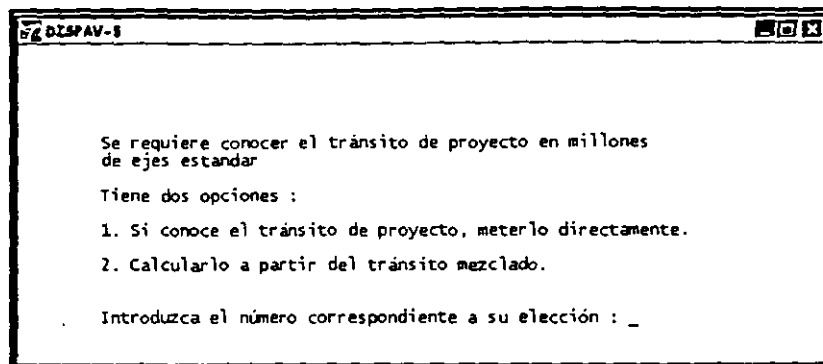 DISPAV-5
Se requiere conocer el tránsito de proyecto en millones
de ejes estandar
Tiene dos opciones :
1. Si conoce el tránsito de proyecto, meterlo directamente.
2. Calcularlo a partir del tránsito mezclado.
Introduzca el número correspondiente a su elección : _